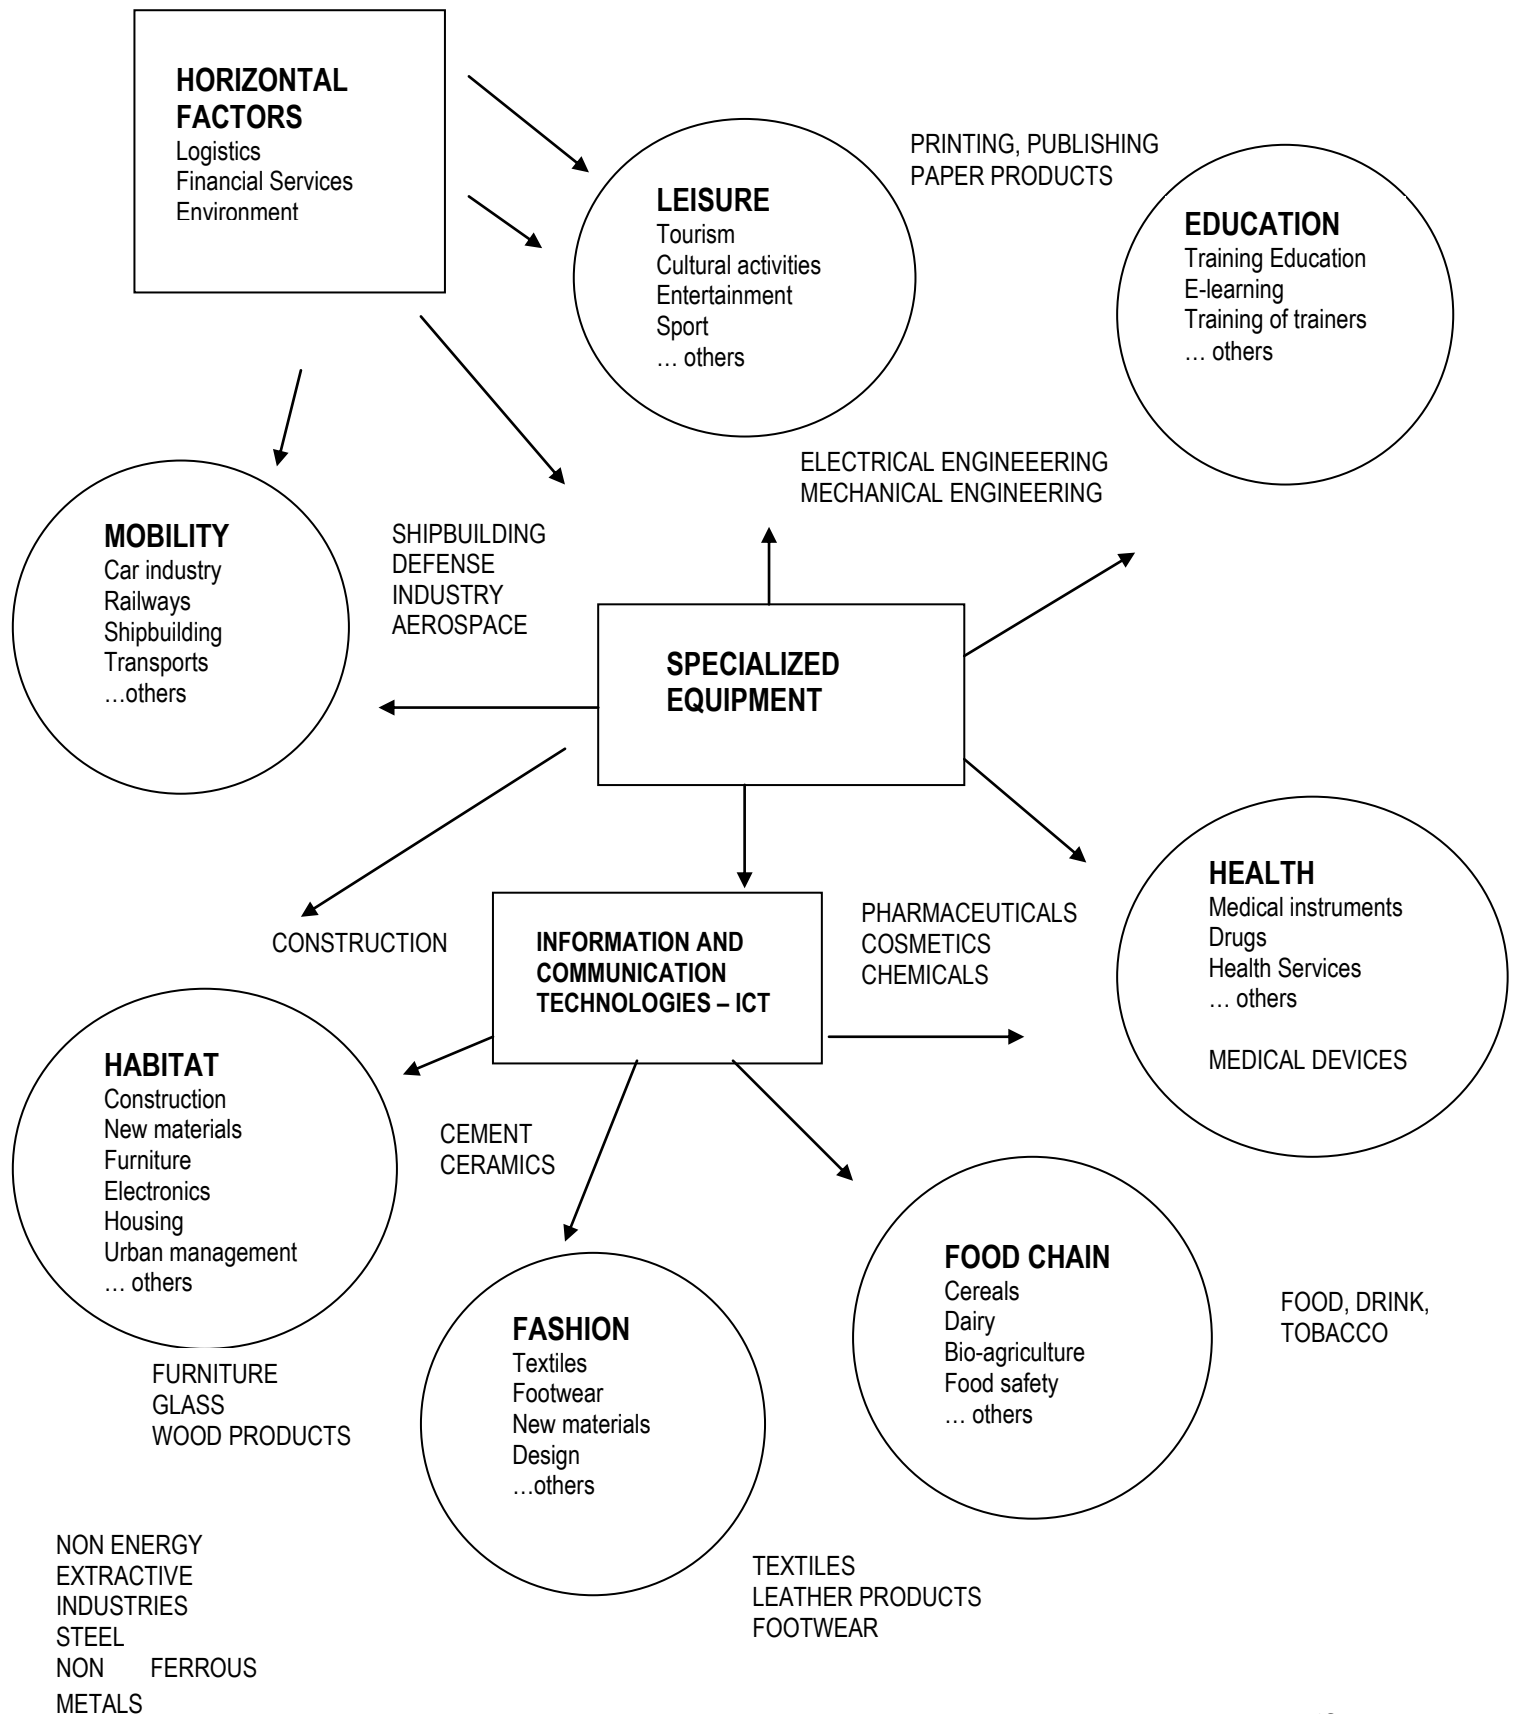 HORIZONTAL
FACTORS
Logistics
Financial Services
Environment
LEISURE
Tourism
Cultural activities
Entertainment
Sport
… others
PRINTING, PUBLISHING
PAPER PRODUCTS
EDUCATION
Training Education
E-learning
Training of trainers
… others
ELECTRICAL ENGINEEERING
MECHANICAL ENGINEERING
MOBILITY
Car industry
Railways
Shipbuilding
Transports
…others
SHIPBUILDING
DEFENSE
INDUSTRY
AEROSPACE
SPECIALIZED
EQUIPMENT
HEALTH
Medical instruments
Drugs
Health Services
… others
MEDICAL DEVICES
PHARMACEUTICALS
COSMETICS
CHEMICALS
CONSTRUCTION
INFORMATION AND
COMMUNICATION
TECHNOLOGIES – ICT
HABITAT
Construction
New materials
Furniture
Electronics
Housing
Urban management
… others
CEMENT
CERAMICS
FOOD CHAIN
Cereals
Dairy
Bio-agriculture
Food safety
… others
FOOD, DRINK,
TOBACCO
FASHION
Textiles
Footwear
New materials
Design
…others
FURNITURE
GLASS
WOOD PRODUCTS
NON ENERGY
EXTRACTIVE
INDUSTRIES
STEEL
NON FERROUS
METALS
TEXTILES
LEATHER PRODUCTS
FOOTWEAR